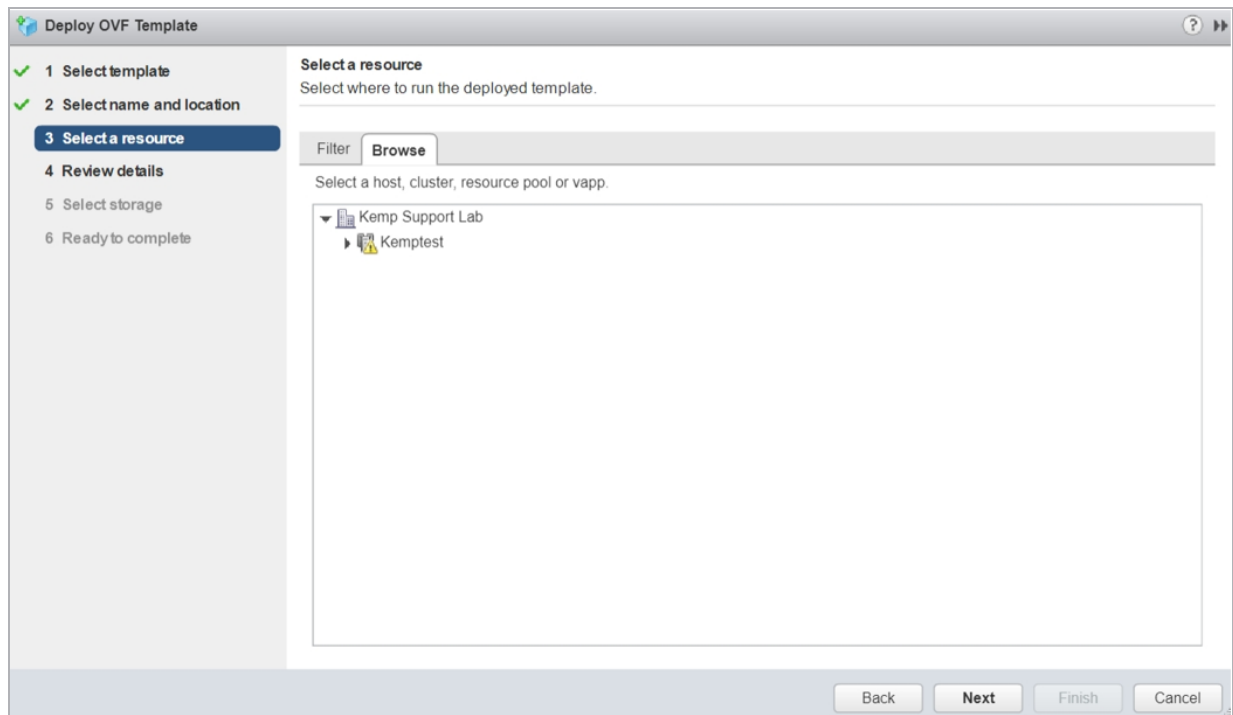 Deploy OVF Template
1 Select template
2 Select name and location
3 Select a resource
4 Review details
5 Select storage
6 Ready to complete
Select a resource
Select where to run the deployed template.
Filter Browse
Select a host, cluster, resource pool or vapp.
Kemp Support Lab
Kemptest
Back Next Finish Cancel